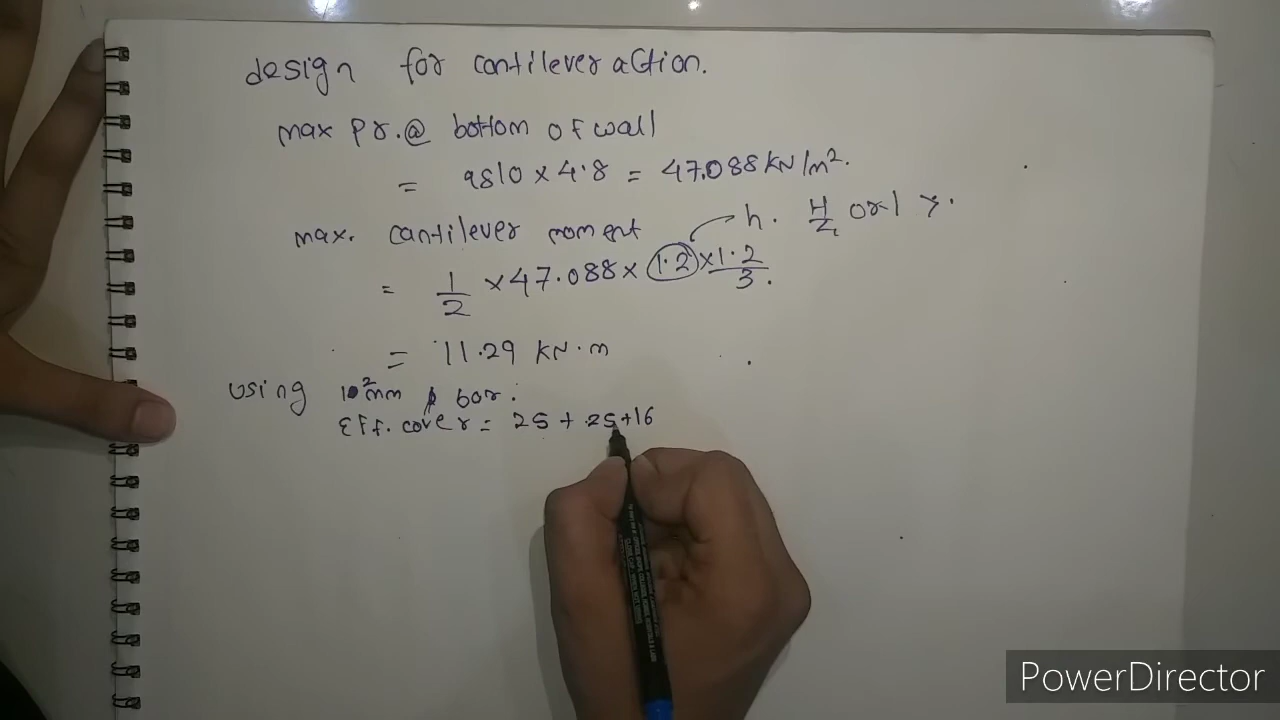 design for cantilever action.
max pr.@ bottom of wall
= 9810 x 4.8 = 47.088 KN/m².
max. cantilever moment
h. H/4 or 1 >.
= 1/2 x 47.088 x 1.2 x 1.2/3.
= 11.29 KN.m
Using mm ϕ bar.
Eff. cover = 25 + 25+16
PowerDirector